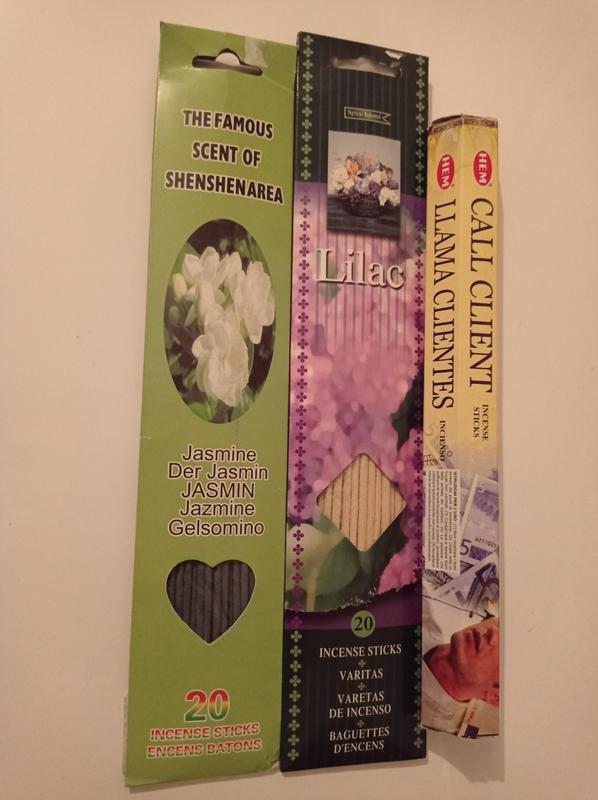 THE FAMOUS
SCENT OF
SHENSHENAREA
Jasmine
Der Jasmin
JASMIN
Jazmine
Gelsomino
20
INCENSE STICKS
ENCENS BATONS
Spice Island
Lilac
20
INCENSE STICKS
VARITAS
VARETAS
DE INCENSO
BAGUETTES
D'ENCENS
HEM
LLAMA CLIENTES
INCIENSO
HEM
CALL CLIENT
INCENSE
STICKS